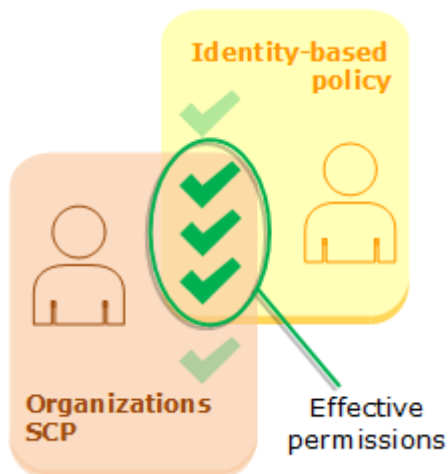 Identity-based
policy
Organizations
SCP
Effective
permissions